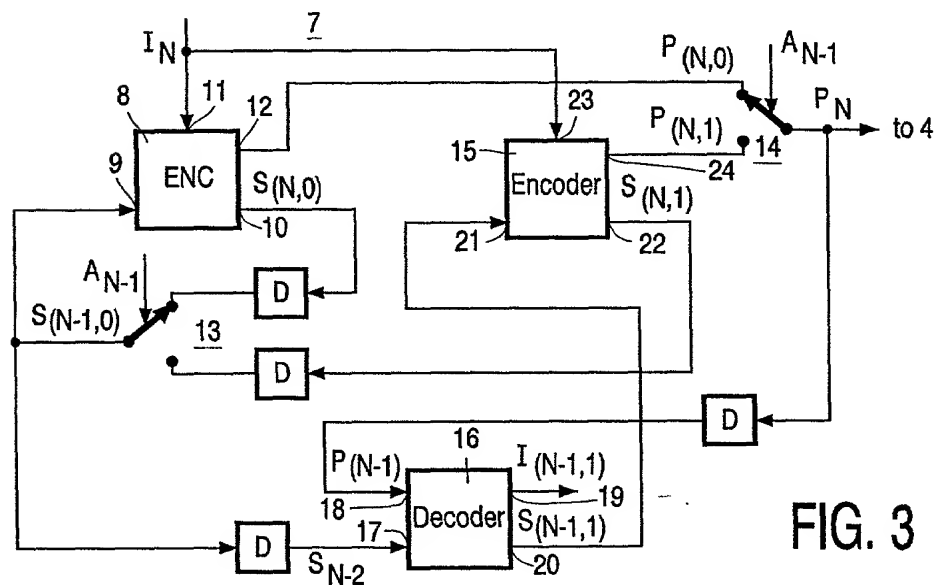 I_N
7
P_(N,0)
A_N-1
P_N
to 4
8
11
12
23
15
P_(N,1)
14
24
9
ENC
S_(N,0)
10
Encoder
S_(N,1)
21
22
A_N-1
D
S_(N-1,0)
13
D
D
16
P_(N-1)
I_(N-1,1)
18
19
17
Decoder
S_(N-1,1)
D
S_N-2
20
FIG. 3